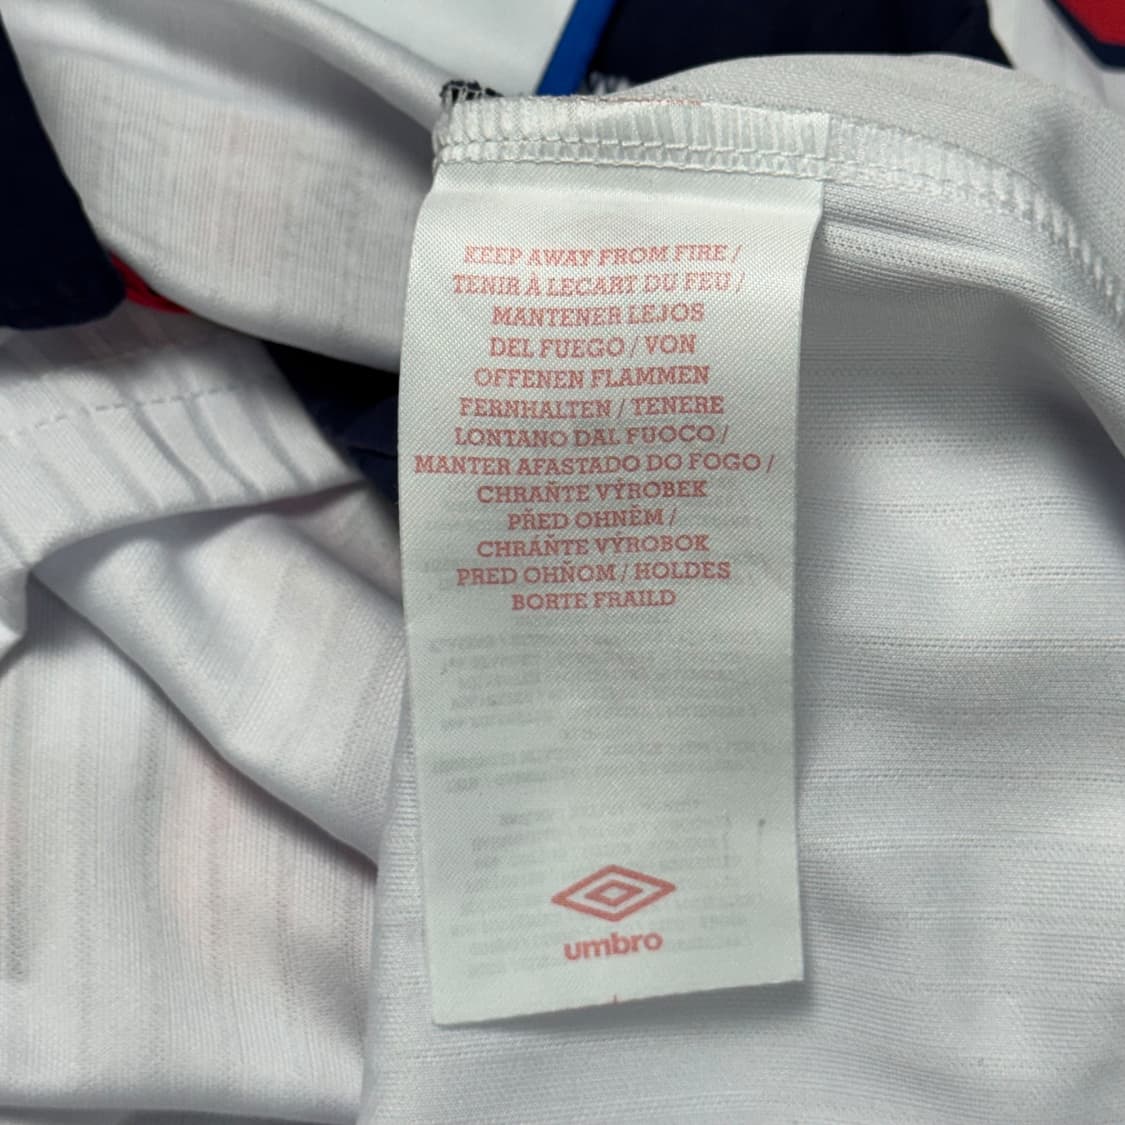 KEEP AWAY FROM FIRE /
TENIR À LECART DU FEU /
MANTENER LEJOS
DEL FUEGO / VON
OFFENEN FLAMMEN
FERNHALTEN / TENERE
LONTANO DAL FUOCO /
MANTER AFASTADO DO FOGO /
CHRAŇTE VÝROBEK
PŘED OHNĚM /
CHRÁŇTE VÝROBOK
PRED OHŇOM / HOLDES
BORTE FRAILD
umbro